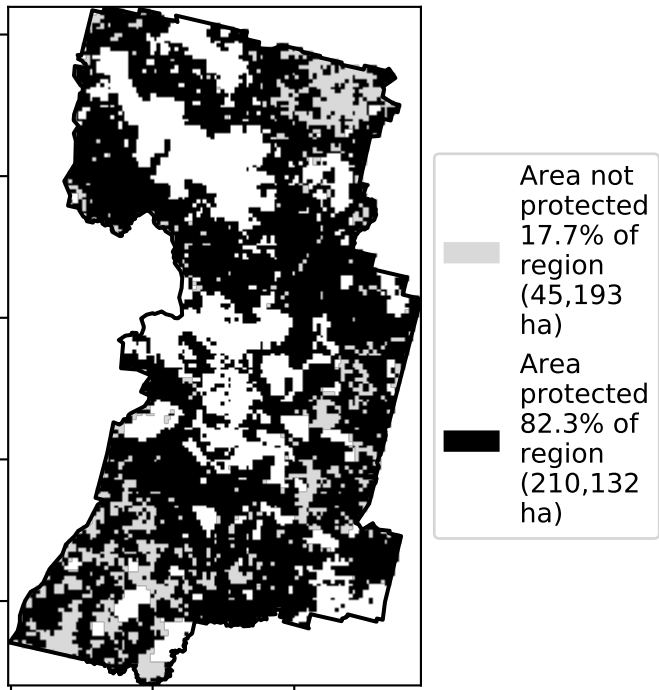 Area not
protected
17.7% of
region
(45,193
ha)
Area
protected
82.3% of
region
(210,132
ha)